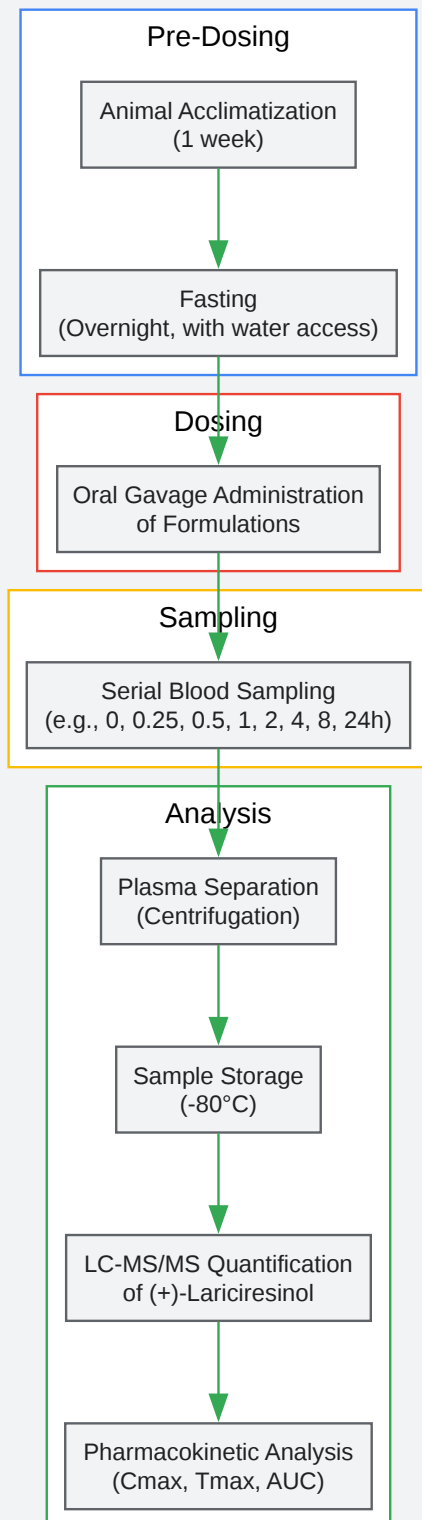 Pre-Dosing
Animal Acclimatization
(1 week)
Fasting
(Overnight, with water access)
Dosing
Oral Gavage Administration
of Formulations
Sampling
Serial Blood Sampling
(e.g., 0, 0.25, 0.5, 1, 2, 4, 8, 24h)
Analysis
Plasma Separation
(Centrifugation)
Sample Storage
(-80°C)
LC-MS/MS Quantification
of (+)-Lariciresinol
Pharmacokinetic Analysis
(Cmax, Tmax, AUC)